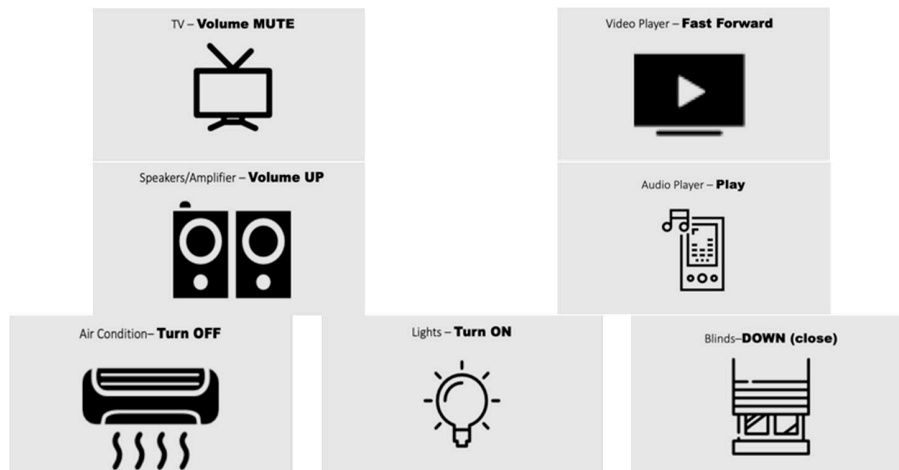 TV – Volume MUTE
Video Player – Fast Forward
Speakers/Amplifier – Volume UP
Audio Player – Play
Air Condition– Turn OFF
Lights – Turn ON
Blinds–DOWN (close)